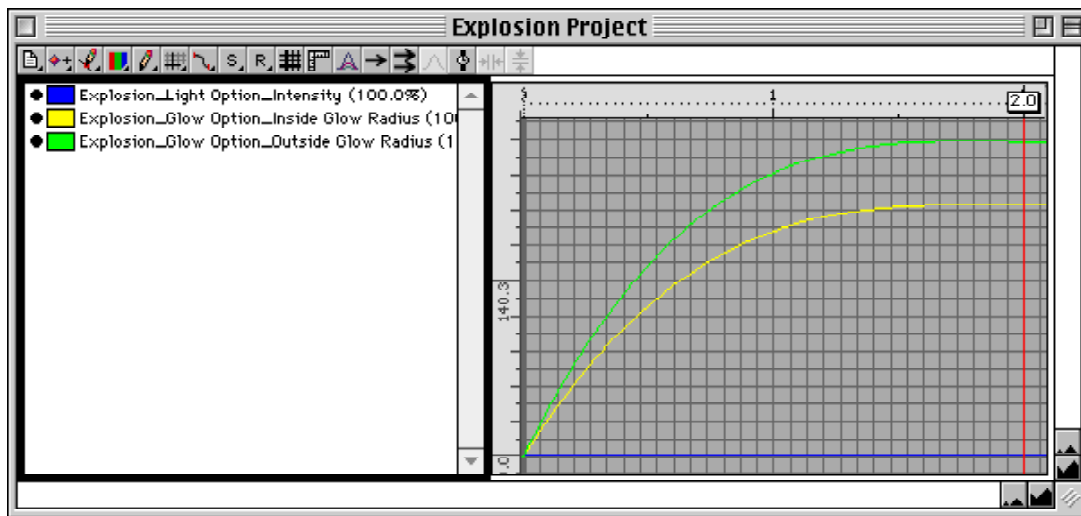 Explosion Project
S R A
Explosion_Light Option_Intensity (100.0%)
Explosion_Glow Option_Inside Glow Radius (10
Explosion_Glow Option_Outside Glow Radius (1
1
2.0
140.3
.0